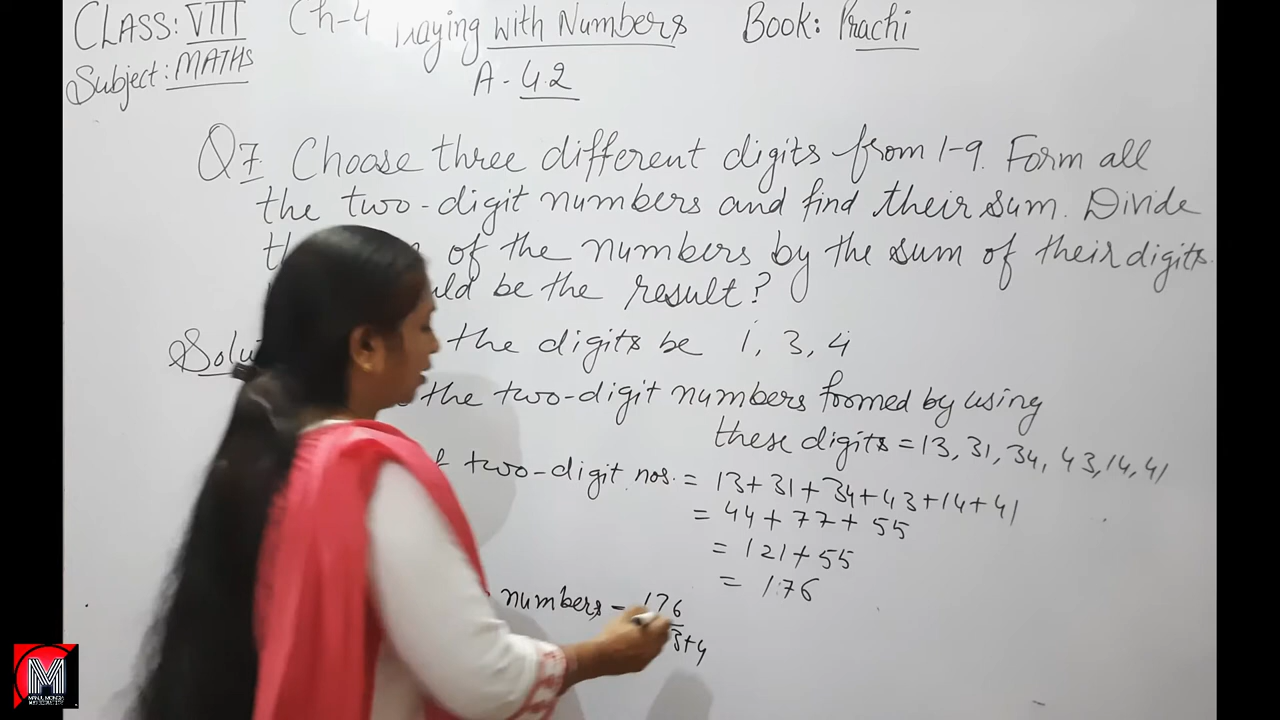 CLASS: VIII Ch-4 Playing with Numbers Book: Prachi
Subject: MATHS
A-4.2
Q7. Choose three different digits from 1-9. Form all
the two-digit numbers and find their sum. Divide
of the numbers by the sum of their digits.
be the result?
the digits be 1, 3, 4
the two-digit numbers formed by using
these digits = 13, 31, 34, 43, 14, 41
two-digit nos. = 13+31+34+43+14+41
= 44+77+55
= 121+55
= 176
numbers = 176
3+4
M